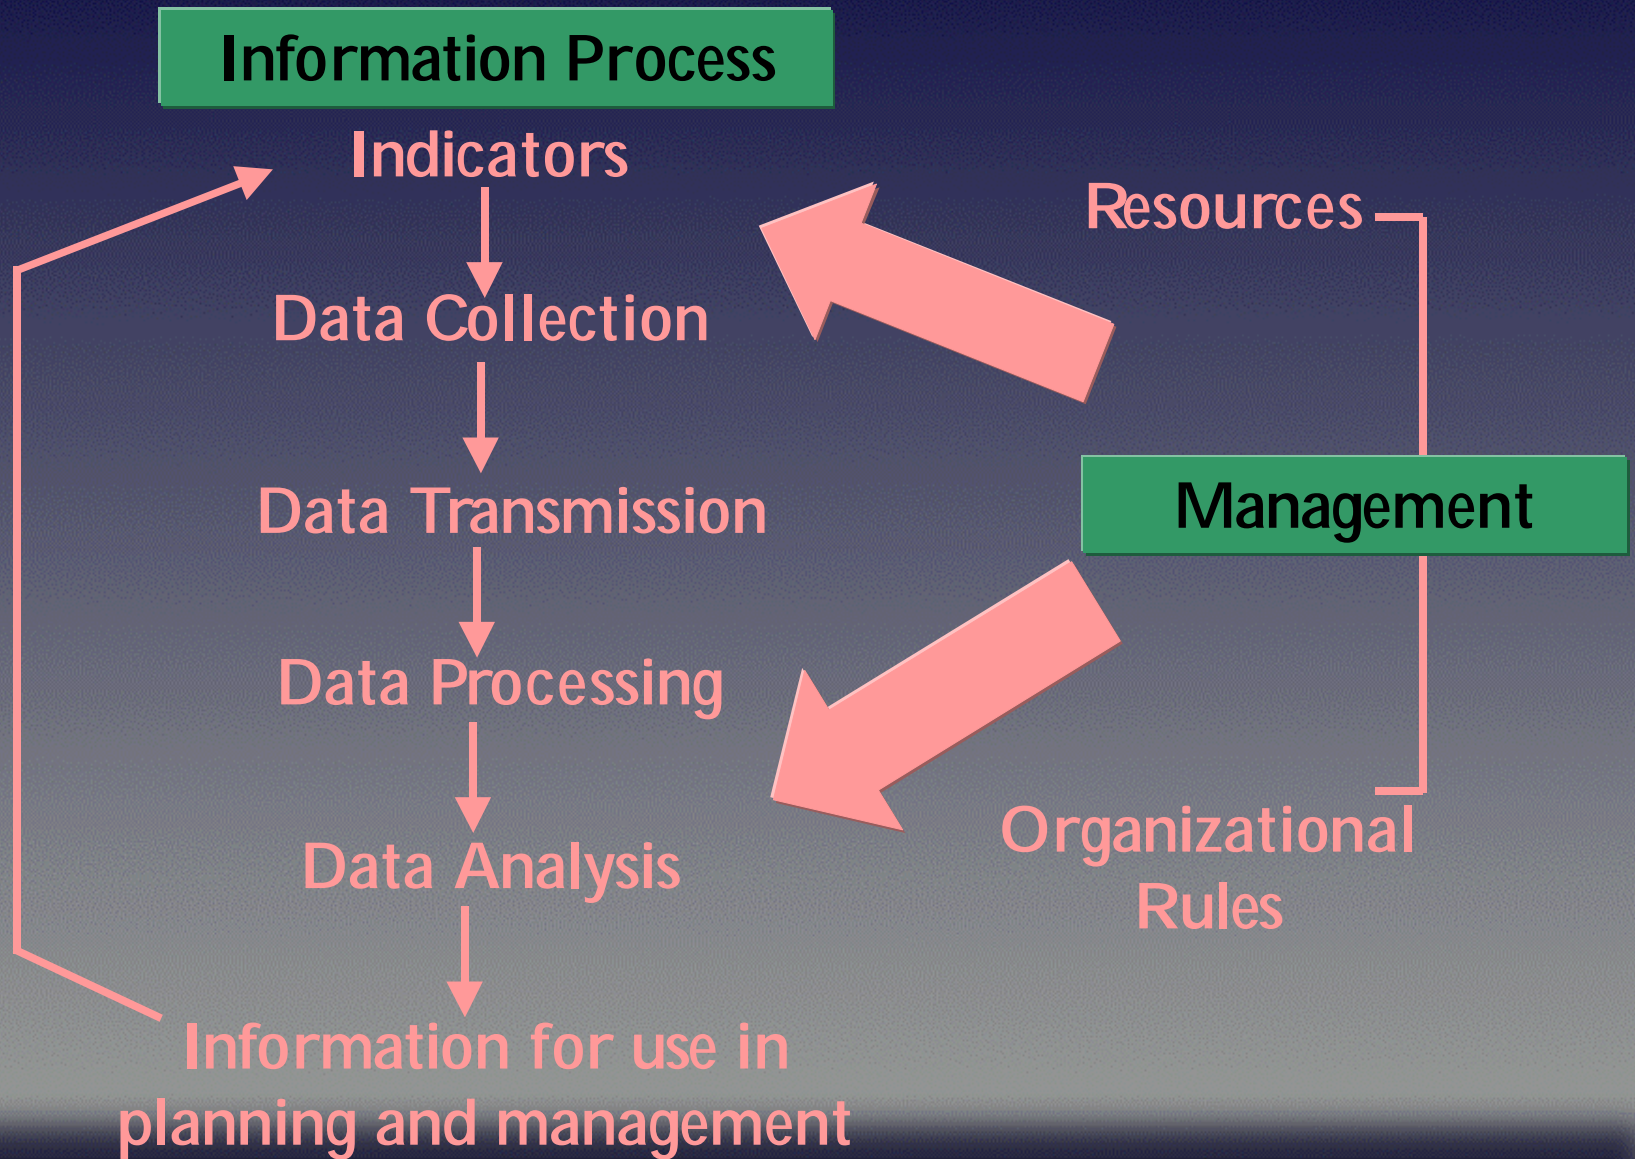 Information Process
Indicators
Data Collection
Data Transmission
Data Processing
Data Analysis
Information for use in
planning and management
Resources
Management
Organizational
Rules